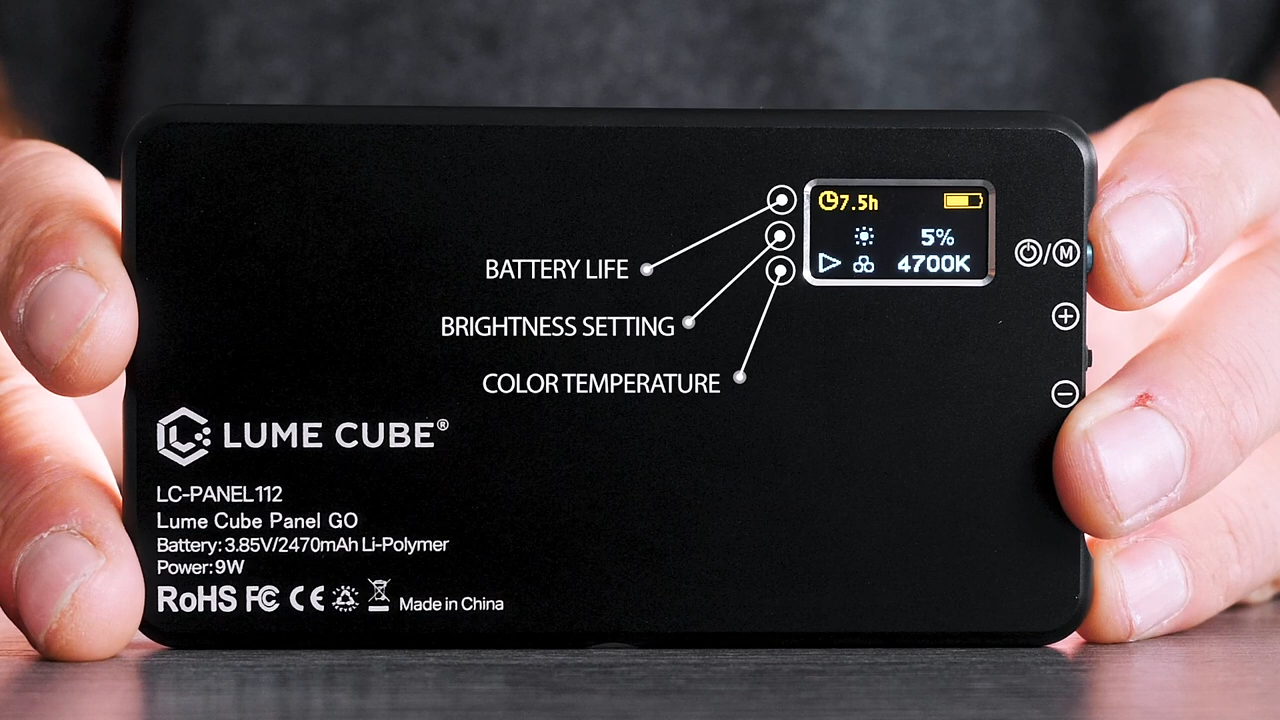 7.5h
5%
4700K
/M
BATTERY LIFE
BRIGHTNESS SETTING
COLOR TEMPERATURE
LUME CUBE®
LC-PANEL112
Lume Cube Panel GO
Battery: 3.85V/2470mAh Li-Polymer
Power: 9W
RoHS FC CE Made in China